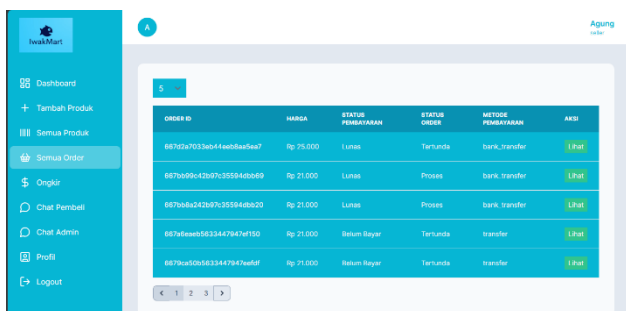 IwakMart
A
Agung
seller
Dashboard
Tambah Produk
Semua Produk
Semua Order
Ongkir
Chat Pembeli
Chat Admin
Profil
Logout
5
ORDER ID HARGA STATUS PEMBAYARAN STATUS ORDER METODE PEMBAYARAN AKSI
667d2a7033eb44eeb8aa5ea7 Rp 25.000 Lunas Tertunda bank_transfer Lihat
667bb99c42b97c35594dbb69 Rp 21.000 Lunas Proses bank_transfer Lihat
667bb8a242b97c35594dbb20 Rp 21.000 Lunas Proses bank_transfer Lihat
667a6eaeb5633447947ef150 Rp 21.000 Belum Bayar Tertunda transfer Lihat
6679ca50b5633447947eefdf Rp 21.000 Belum Bayar Tertunda transfer Lihat
< 1 2 3 >